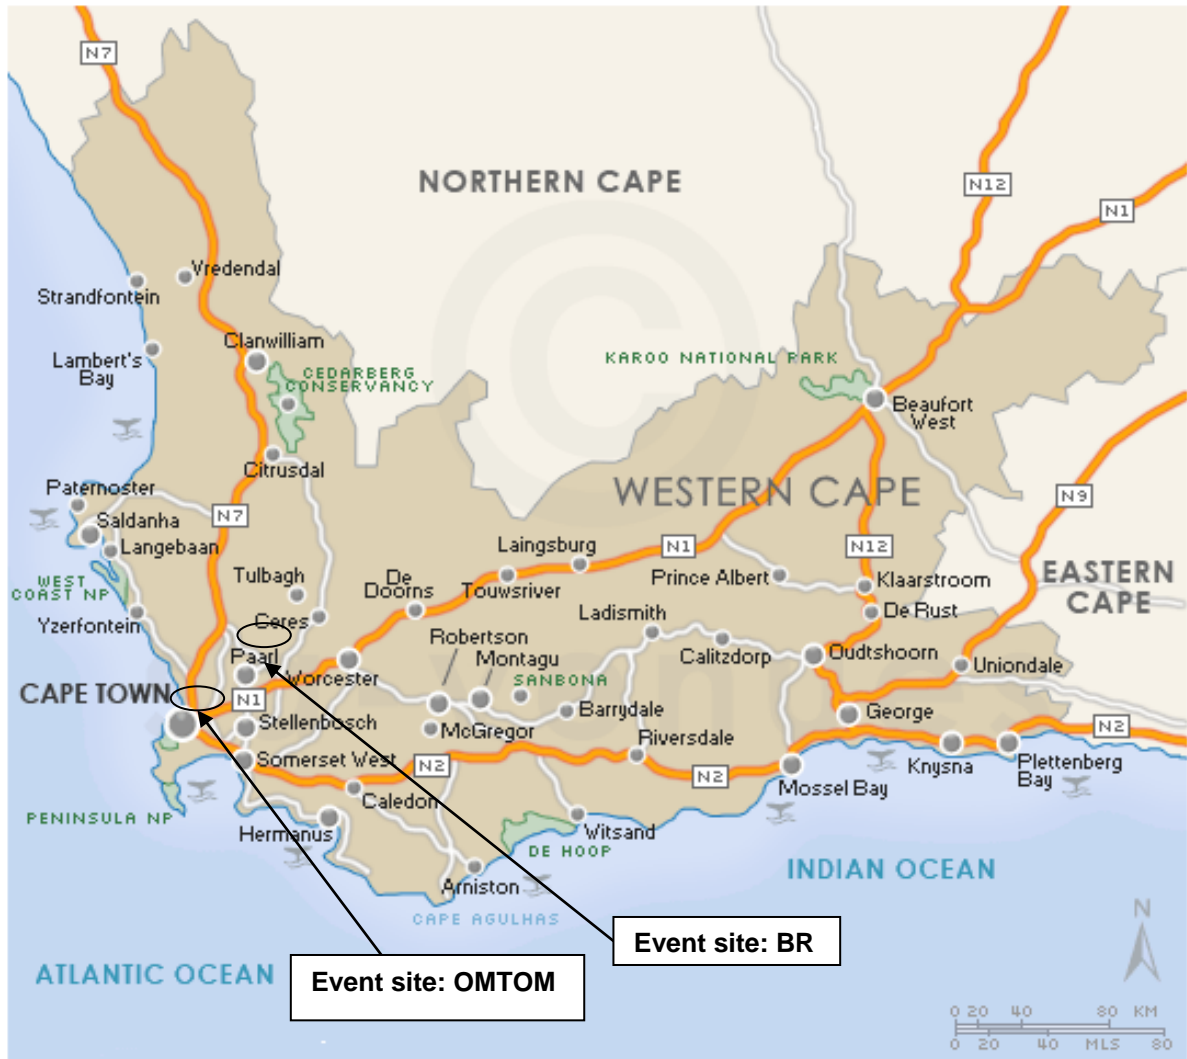 N7
NORTHERN CAPE
N12
N1
Vredendal
Strandfontein
Clanwilliam
Lambert's
Bay
CEDARBERG
CONSERVANCY
KAROO NATIONAL PARK
Beaufort
West
Citrusdal
Paternoster
WESTERN CAPE
N9
N7
Saldanha
Langebaan
Laingsburg
N1
N12
WEST
COAST NP
Tulbagh
De
Doorns
Touwsriver
Prince Albert
Klaarstroom
EASTERN
CAPE
Yzerfontein
Ceres
Ladismith
De Rust
Robertson
Paarl
Montagu
Calitzdorp
Oudtshoorn
Uniondale
Worcester
SANBONA
CAPE TOWN
N1
Barrydale
George
Stellenbosch
McGregor
Riversdale
N2
Somerset West
N2
N2
Knysna
Plettenberg
Bay
Mossel Bay
Caledon
PENINSULA NP
Hermanus
Witsand
DE HOOP
INDIAN OCEAN
Arniston
CAPE AGULHAS
N
Event site: BR
ATLANTIC OCEAN
Event site: OMTOM
0 20 40 80 KM
0 20 40 MLS 80